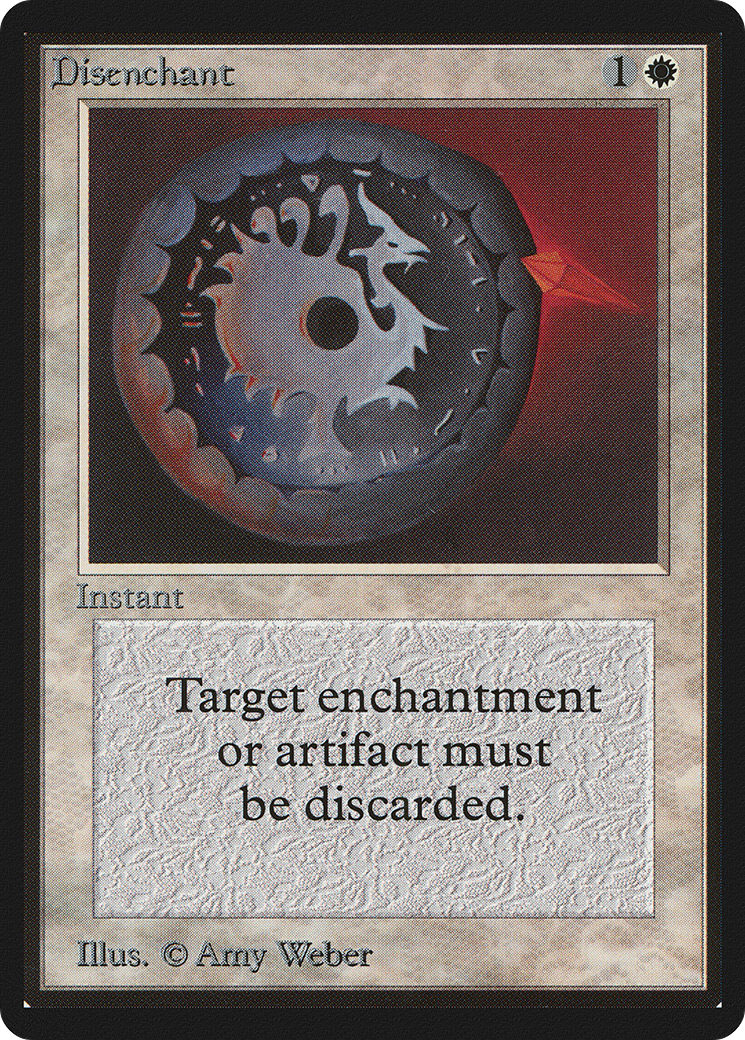 Disenchant 1
Instant
Target enchantment
or artifact must
be discarded.
Illus. © Amy Weber